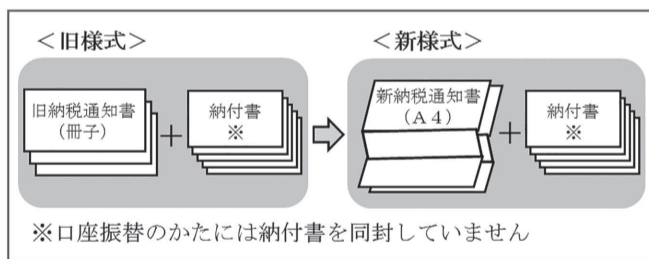 ＜旧様式＞
＜新様式＞
旧納税通知書
（冊子）
＋
納付書
※
新納税通知書
（Ａ４）
＋
納付書
※
※口座振替のかたには納付書を同封していません